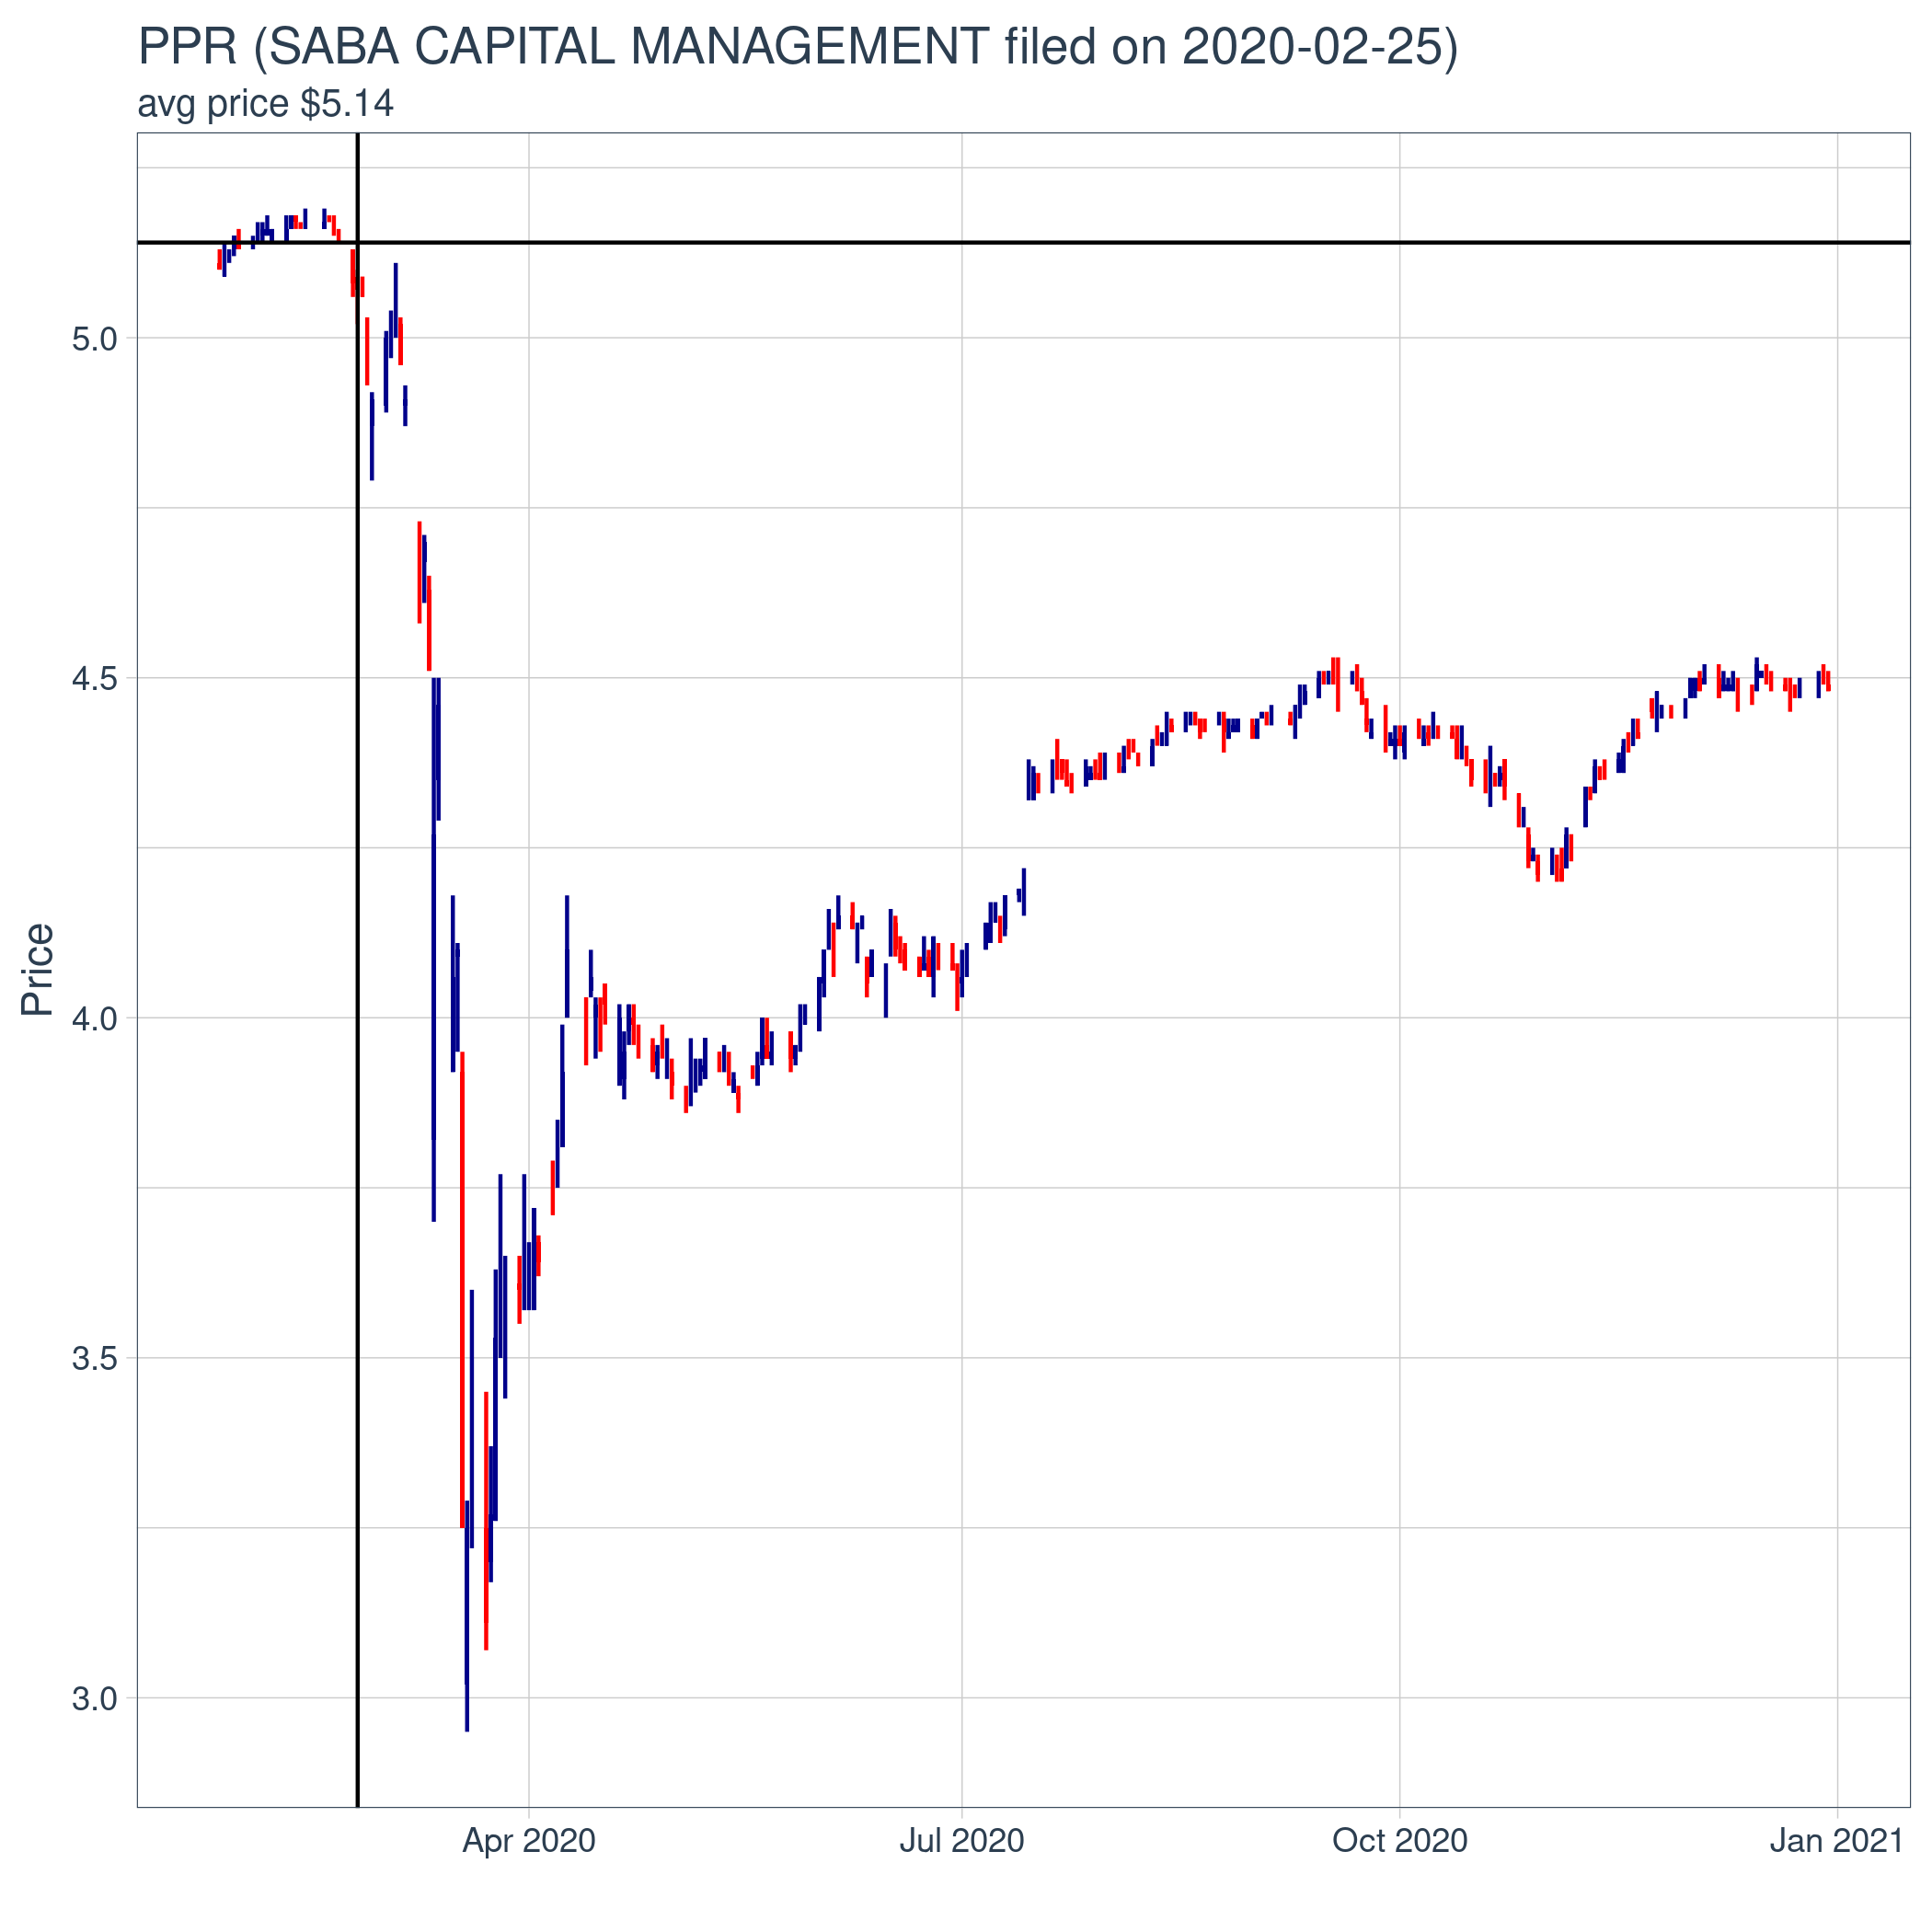 PPR (SABA CAPITAL MANAGEMENT filed on 2020-02-25)
avg price $5.14
5.0
4.5
4.0
3.5
3.0
Price
Apr 2020
Jul 2020
Oct 2020
Jan 2021